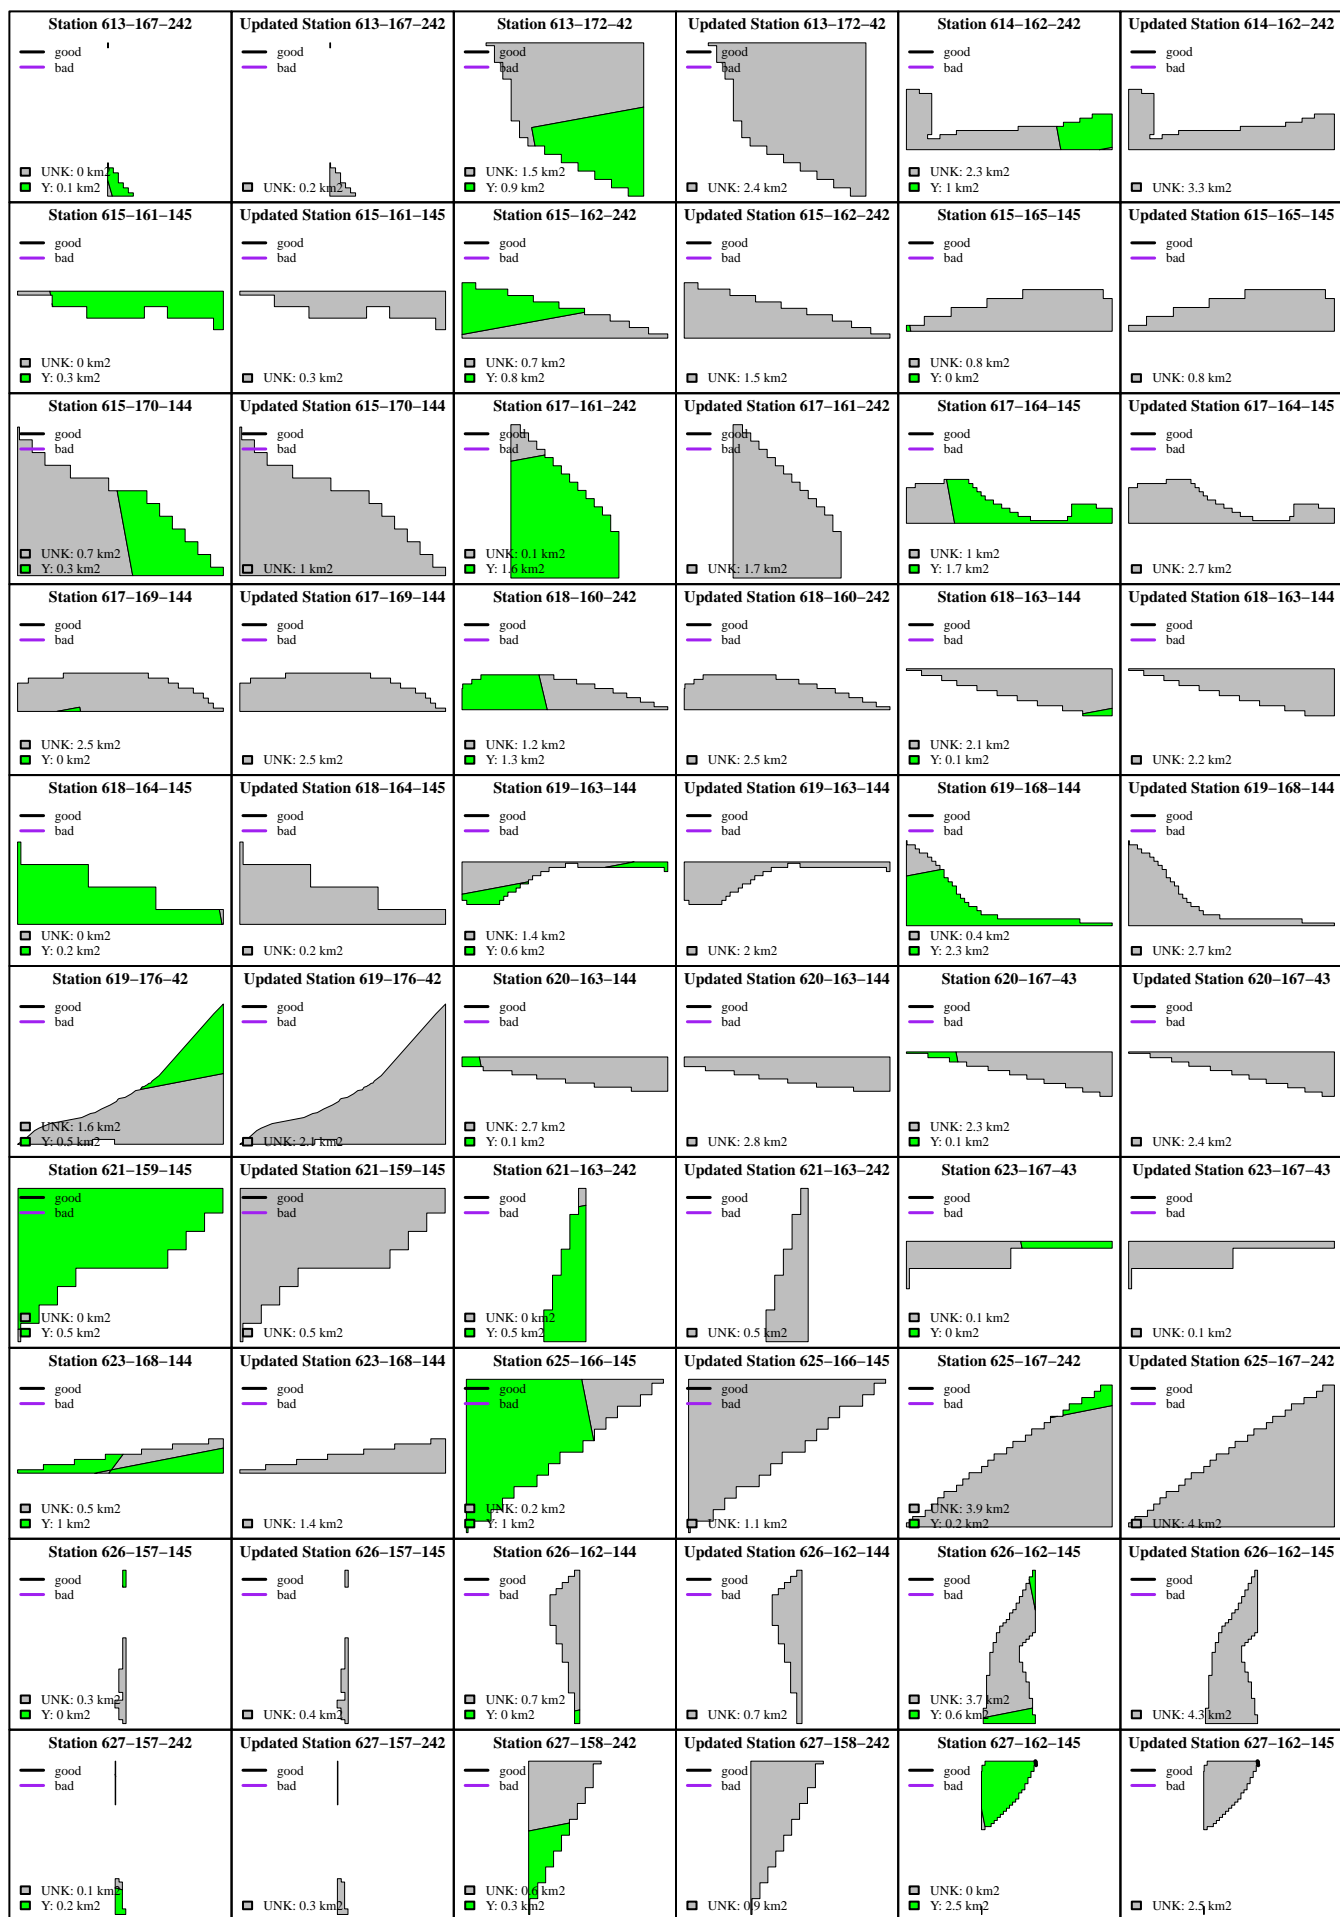 Station 613−167−242
good
bad
UNK: 0 km2
Y: 0.1 km2
Updated Station 613−167−242
good
bad
UNK: 0.2 km2
Station 613−172−42
good
bad
UNK: 1.5 km2
Y: 0.9 km2
Updated Station 613−172−42
good
bad
UNK: 2.4 km2
Station 614−162−242
good
bad
UNK: 2.3 km2
Y: 1 km2
Updated Station 614−162−242
good
bad
UNK: 3.3 km2
Station 615−161−145
good
bad
UNK: 0 km2
Y: 0.3 km2
Updated Station 615−161−145
good
bad
UNK: 0.3 km2
Station 615−162−242
good
bad
UNK: 0.7 km2
Y: 0.8 km2
Updated Station 615−162−242
good
bad
UNK: 1.5 km2
Station 615−165−145
good
bad
UNK: 0.8 km2
Y: 0 km2
Updated Station 615−165−145
good
bad
UNK: 0.8 km2
Station 615−170−144
good
bad
UNK: 0.7 km2
Y: 0.3 km2
Updated Station 615−170−144
good
bad
UNK: 1 km2
Station 617−161−242
good
bad
UNK: 0.1 km2
Y: 1.6 km2
Updated Station 617−161−242
good
bad
UNK: 1.7 km2
Station 617−164−145
good
bad
UNK: 1 km2
Y: 1.7 km2
Updated Station 617−164−145
good
bad
UNK: 2.7 km2
Station 617−169−144
good
bad
UNK: 2.5 km2
Y: 0 km2
Updated Station 617−169−144
good
bad
UNK: 2.5 km2
Station 618−160−242
good
bad
UNK: 1.2 km2
Y: 1.3 km2
Updated Station 618−160−242
good
bad
UNK: 2.5 km2
Station 618−163−144
good
bad
UNK: 2.1 km2
Y: 0.1 km2
Updated Station 618−163−144
good
bad
UNK: 2.2 km2
Station 618−164−145
good
bad
UNK: 0 km2
Y: 0.2 km2
Updated Station 618−164−145
good
bad
UNK: 0.2 km2
Station 619−163−144
good
bad
UNK: 1.4 km2
Y: 0.6 km2
Updated Station 619−163−144
good
bad
UNK: 2 km2
Station 619−168−144
good
bad
UNK: 0.4 km2
Y: 2.3 km2
Updated Station 619−168−144
good
bad
UNK: 2.7 km2
Station 619−176−42
good
bad
UNK: 1.6 km2
Y: 0.5 km2
Updated Station 619−176−42
good
bad
UNK: 2.1 km2
Station 620−163−144
good
bad
UNK: 2.7 km2
Y: 0.1 km2
Updated Station 620−163−144
good
bad
UNK: 2.8 km2
Station 620−167−43
good
bad
UNK: 2.3 km2
Y: 0.1 km2
Updated Station 620−167−43
good
bad
UNK: 2.4 km2
Station 621−159−145
good
bad
UNK: 0 km2
Y: 0.5 km2
Updated Station 621−159−145
good
bad
UNK: 0.5 km2
Station 621−163−242
good
bad
UNK: 0 km2
Y: 0.5 km2
Updated Station 621−163−242
good
bad
UNK: 0.5 km2
Station 623−167−43
good
bad
UNK: 0.1 km2
Y: 0 km2
Updated Station 623−167−43
good
bad
UNK: 0.1 km2
Station 623−168−144
good
bad
UNK: 0.5 km2
Y: 1 km2
Updated Station 623−168−144
good
bad
UNK: 1.4 km2
Station 625−166−145
good
bad
UNK: 0.2 km2
Y: 1 km2
Updated Station 625−166−145
good
bad
UNK: 1.1 km2
Station 625−167−242
good
bad
UNK: 3.9 km2
Y: 0.2 km2
Updated Station 625−167−242
good
bad
UNK: 4 km2
Station 626−157−145
good
bad
UNK: 0.3 km2
Y: 0 km2
Updated Station 626−157−145
good
bad
UNK: 0.4 km2
Station 626−162−144
good
bad
UNK: 0.7 km2
Y: 0 km2
Updated Station 626−162−144
good
bad
UNK: 0.7 km2
Station 626−162−145
good
bad
UNK: 3.7 km2
Y: 0.6 km2
Updated Station 626−162−145
good
bad
UNK: 4.3 km2
Station 627−157−242
good
bad
UNK: 0.1 km2
Y: 0.2 km2
Updated Station 627−157−242
good
bad
UNK: 0.3 km2
Station 627−158−242
good
bad
UNK: 0.6 km2
Y: 0.3 km2
Updated Station 627−158−242
good
bad
UNK: 0.9 km2
Station 627−162−145
good
bad
UNK: 0 km2
Y: 2.5 km2
Updated Station 627−162−145
good
bad
UNK: 2.5 km2